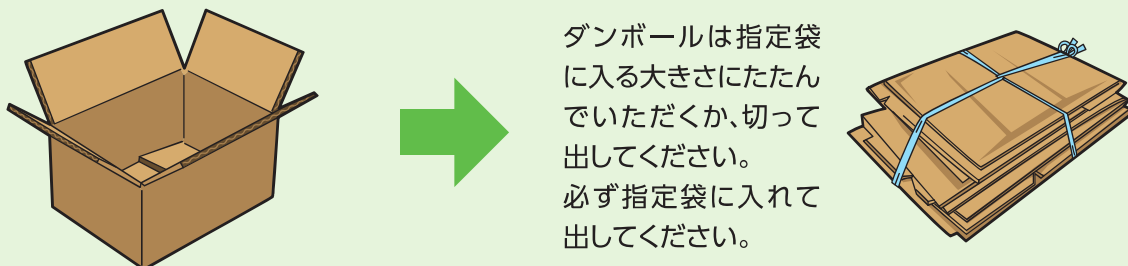 ダンボールは指定袋
に入る大きさにたたん
でいただくか、切って
出してください。
必ず指定袋に入れて
出してください。